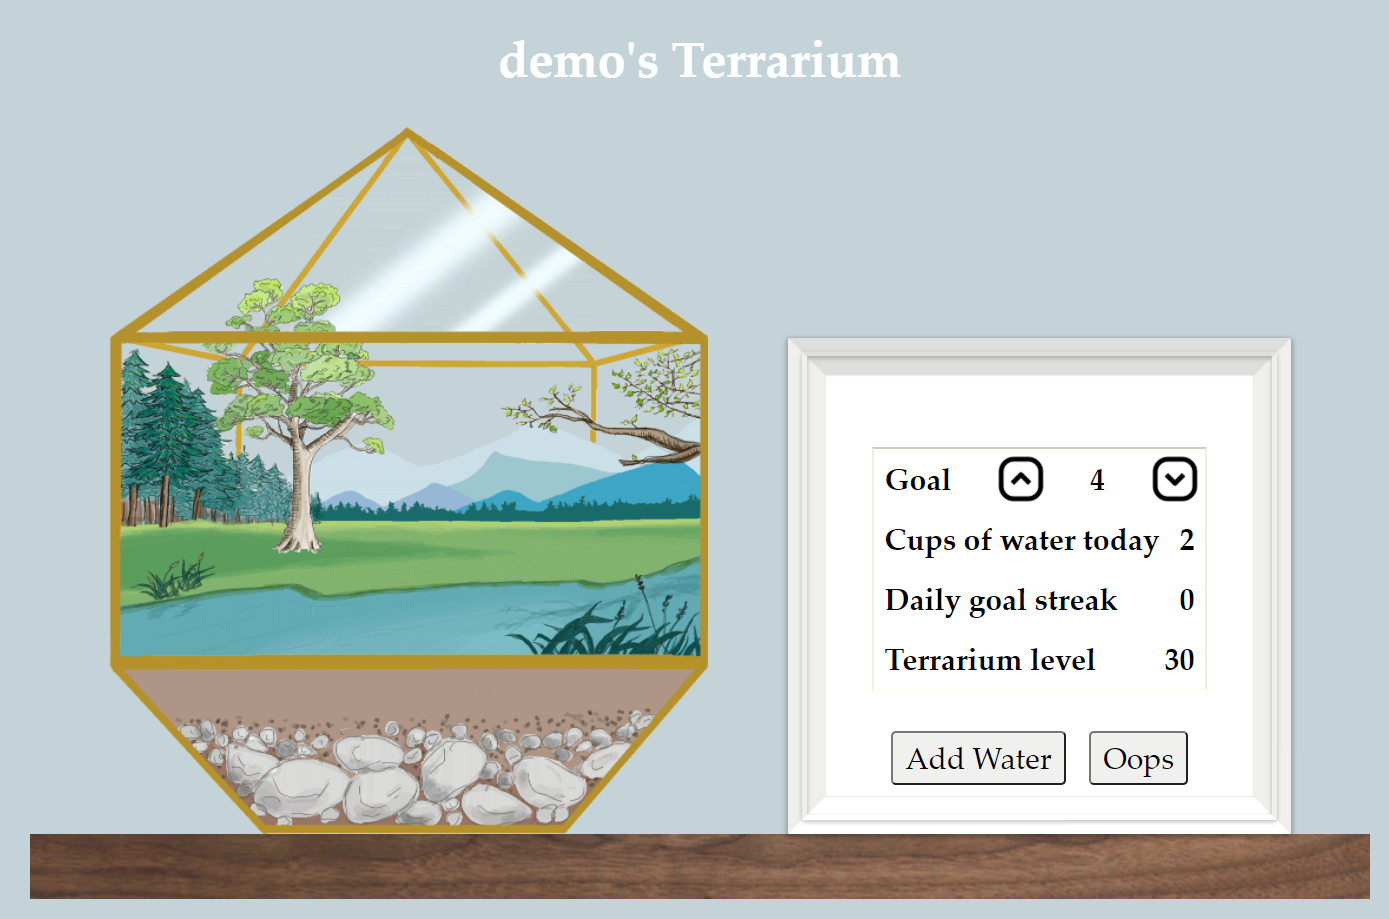 demo's Terrarium
Goal 4
Cups of water today 2
Daily goal streak 0
Terrarium level 30
Add Water Oops